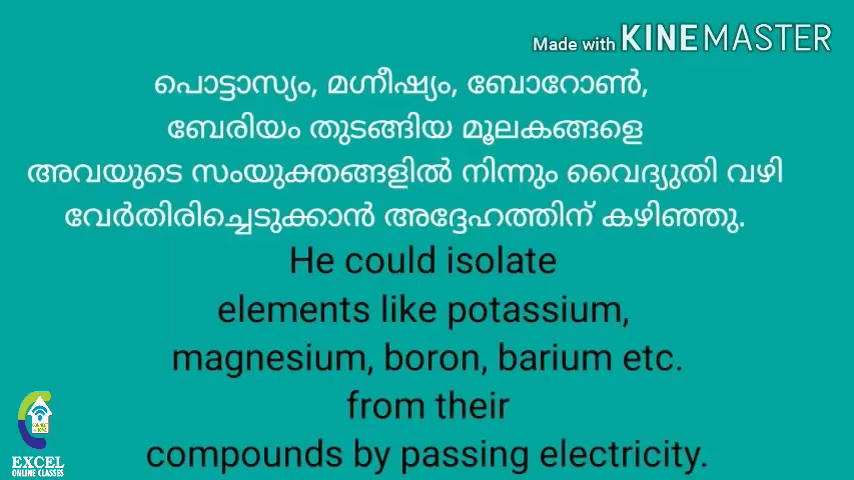 Made with KINEMASTER
പൊട്ടാസ്യം, മഗ്നീഷ്യം, ബോറോൺ,
ബേരിയം തുടങ്ങിയ മൂലകങ്ങളെ
അവയുടെ സംയുക്തങ്ങളിൽ നിന്നും വൈദ്യുതി വഴി
വേർതിരിച്ചെടുക്കാൻ അദ്ദേഹത്തിന് കഴിഞ്ഞു.
He could isolate
elements like potassium,
magnesium, boron, barium etc.
from their
compounds by passing electricity.
EXCEL
ONLINE CLASSES